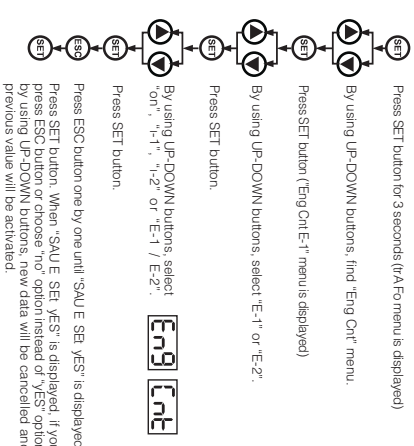 SET Press SET button for 3 seconds (trA Fo menu is displayed)
By using UP-DOWN buttons, find "Eng Cnt" menu.
SET Press SET button ("Eng Cnt E-1" menu is displayed)
By using UP-DOWN buttons, select "E-1" or "E-2".
SET Press SET button.
By using UP-DOWN buttons, select
"on", "I-1", "I-2" or "E-1 / E-2".
Eng Cnt
SET Press SET button.
ESC Press ESC button one by one until "SAU E SEt yES" is displayed
SET Press SET button. When "SAU E SEt yES" is displayed, if you
press ESC button or choose "no" option instead of "yES" option
by using UP-DOWN buttons, new data will be cancelled and
previous value will be activated.